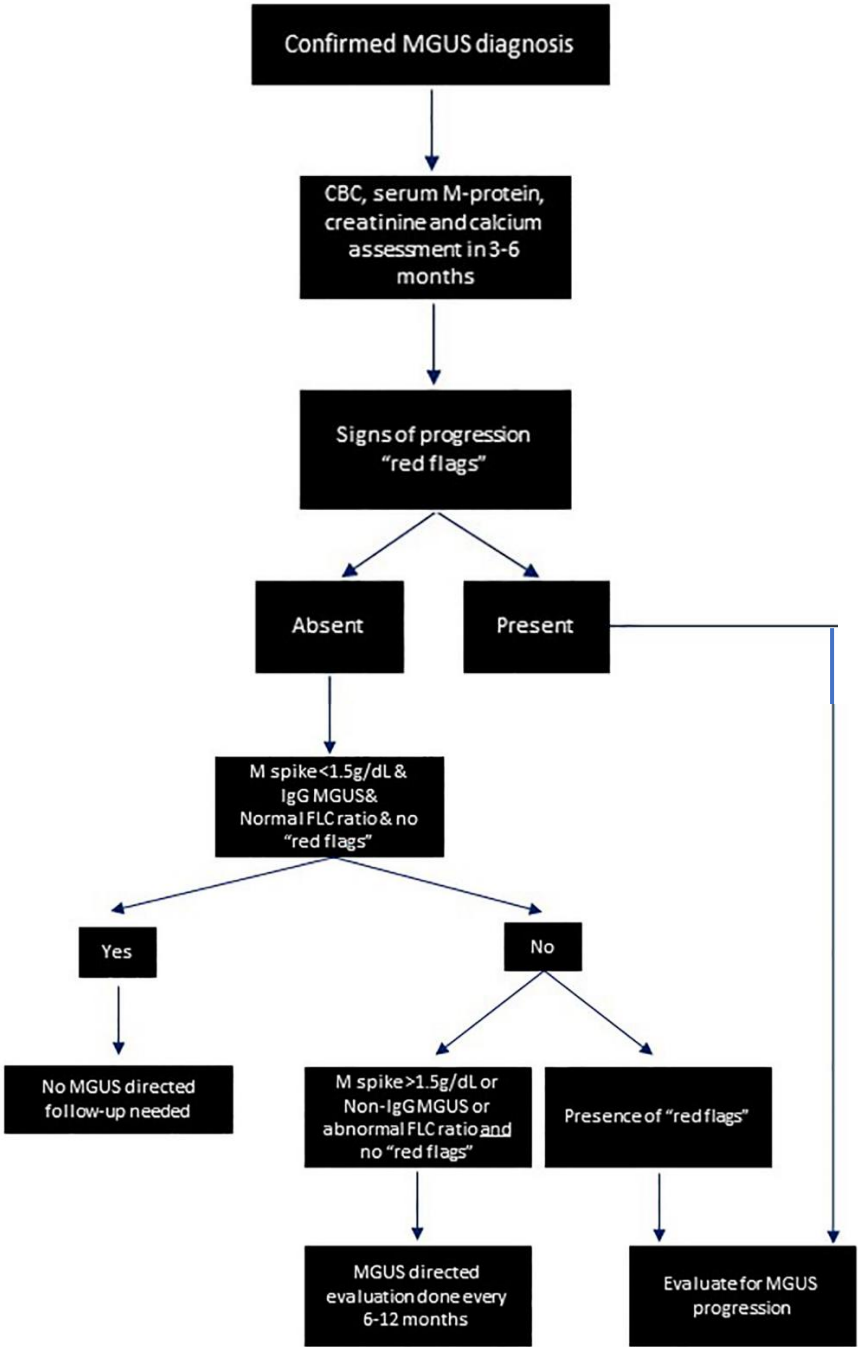 Confirmed MGUS diagnosis
CBC, serum M-protein,
creatinine and calcium
assessment in 3-6
months
Signs of progression
“red flags”
Absent
Present
M spike<1.5g/dL &
IgG MGUS&
Normal FLC ratio & no
“red flags”
Yes
No
No MGUS directed
follow-up needed
M spike>1.5g/dL or
Non-IgG MGUS or
abnormal FLC ratio and
no “red flags”
Presence of “red flags”
MGUS directed
evaluation done every
6-12 months
Evaluate for MGUS
progression